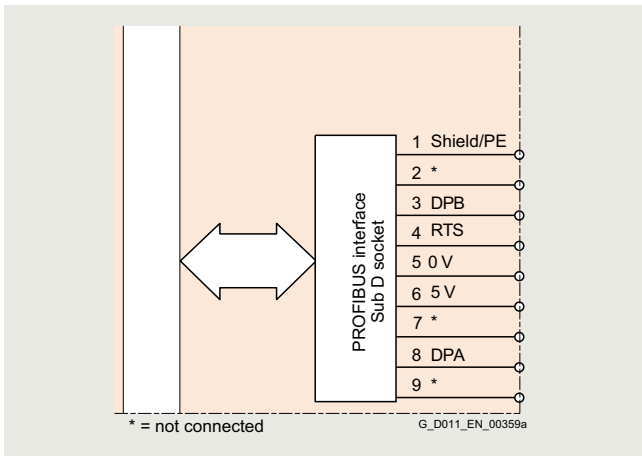 1 Shield/PE
2 *
3 DPB
4 RTS
5 0 V
6 5 V
7 *
8 DPA
9 *
PROFIBUS interface
Sub D socket
* = not connected
G_D011_EN_00359a